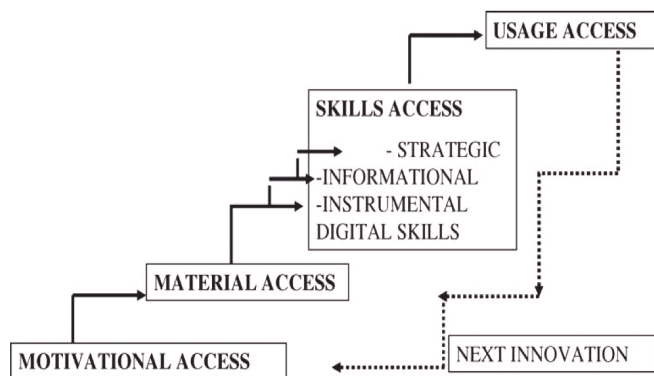 USAGE ACCESS
SKILLS ACCESS
- STRATEGIC
-INFORMATIONAL
-INSTRUMENTAL
DIGITAL SKILLS
MATERIAL ACCESS
MOTIVATIONAL ACCESS
NEXT INNOVATION